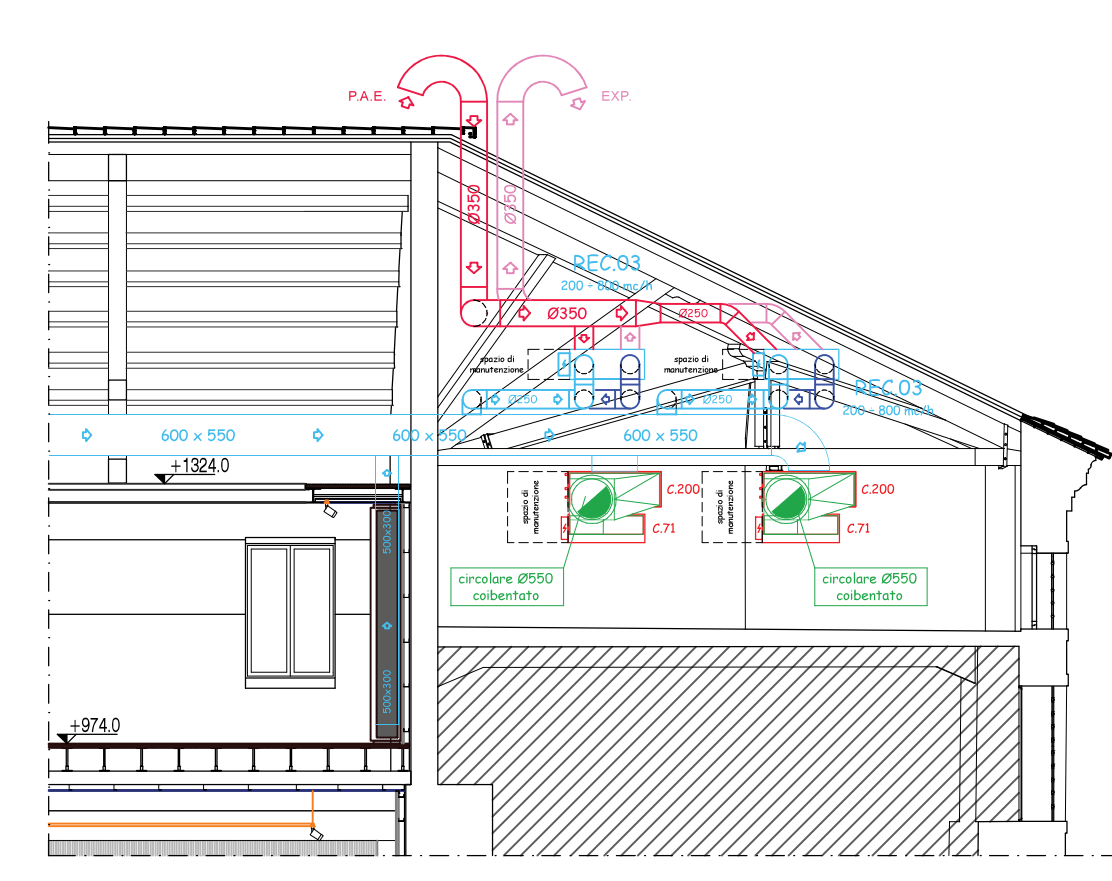 P.A.E.
EXP.
Ø350
Ø350
REC.03
200 ÷ 800 mc/h
Ø350
Ø250
spazio di
manutenzione
spazio di
manutenzione
REC.03
200 ÷ 800 mc/h
Ø250
Ø250
600 x 550
600 x 550
600 x 550
+1324.0
spazio di
manutenzione
C.200
C.71
spazio di
manutenzione
C.200
C.71
500x300
circolare Ø550
coibentato
circolare Ø550
coibentato
500x300
+974.0